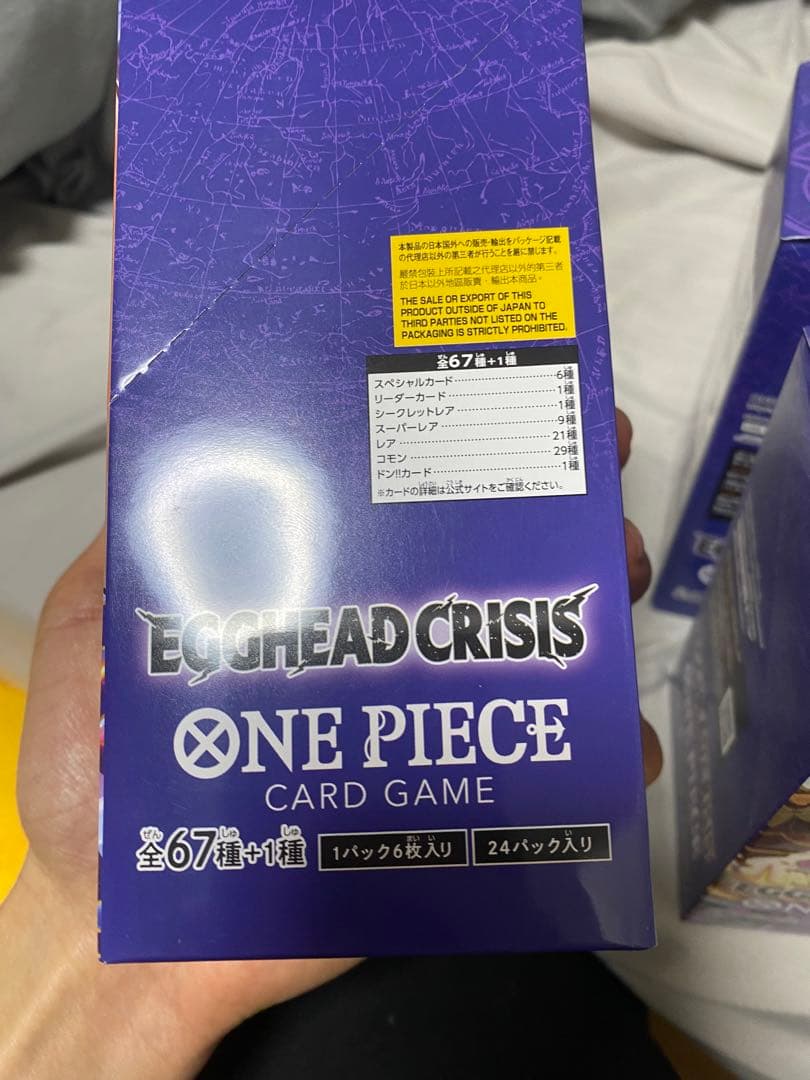 本製品の日本国外への販売・輸出をパッケージ記載
の代理店以外の第三者が行うことを厳に禁じます。
嚴禁包裝上所記載之代理店以外的第三者
於日本以外地區販賣・輸出本商品。
THE SALE OR EXPORT OF THIS
PRODUCT OUTSIDE OF JAPAN TO
THIRD PARTIES NOT LISTED ON THE
PACKAGING IS STRICTLY PROHIBITED.
全67種+1種
スペシャルカード…6種
リーダーカード…1種
シークレットレア…1種
スーパーレア…9種
レア…21種
コモン…29種
ドン!!カード…1種
※カードの詳細は公式サイトをご確認ください。
EGGHEAD CRISIS
ONE PIECE
CARD GAME
全67種+1種 1パック6枚入り 24パック入り